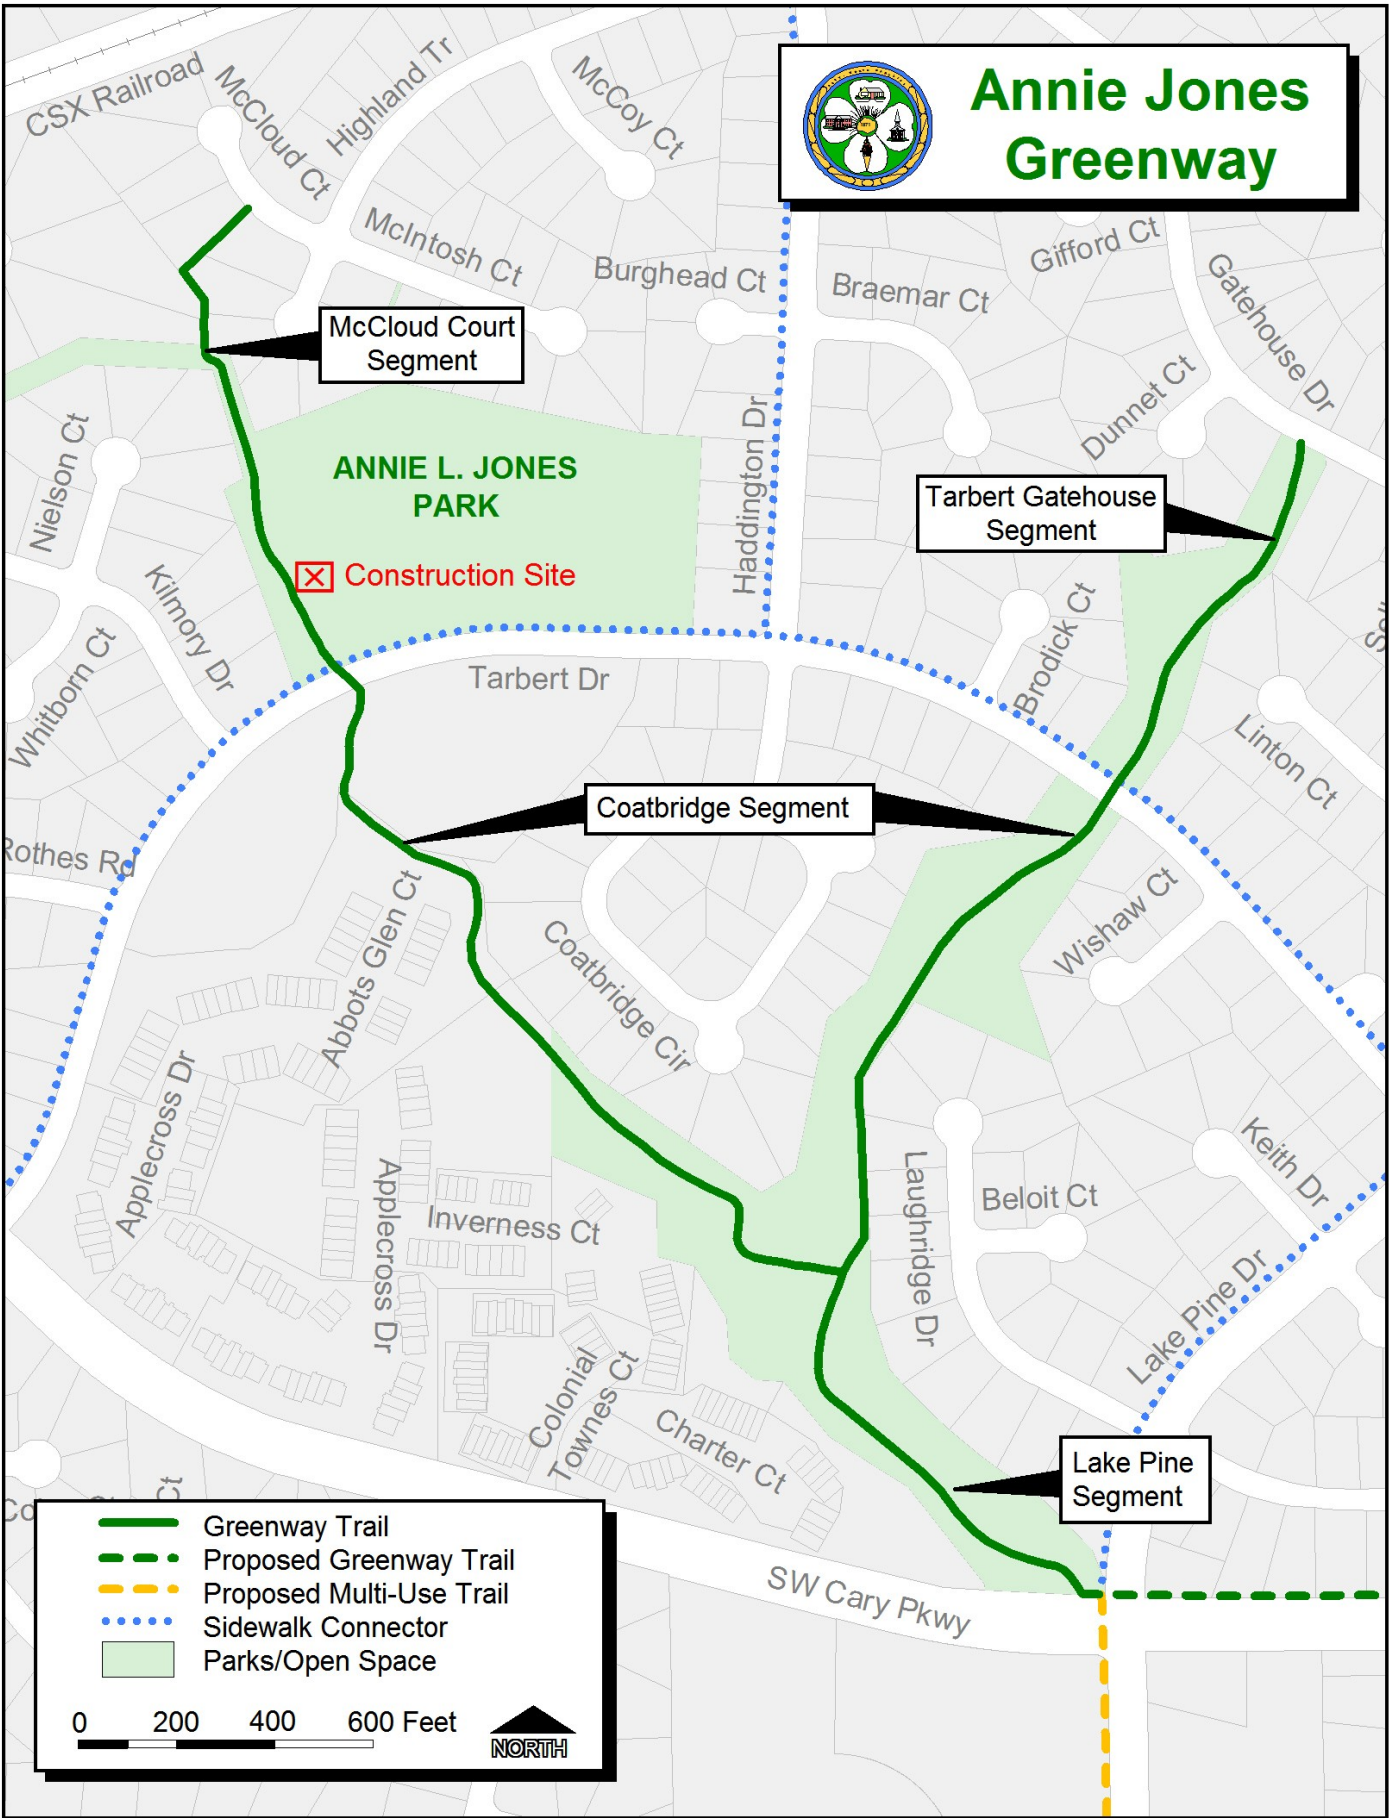 Annie Jones
Greenway
1871
CSX Railroad
McCloud Ct
Highland Tr
McCoy Ct
McIntosh Ct
Burghead Ct
Braemar Ct
Gifford Ct
Gatehouse Dr
McCloud Court
Segment
Dunnet Ct
Haddington Dr
Nielson Ct
ANNIE L. JONES
PARK
Tarbert Gatehouse
Segment
Construction Site
Kilmory Dr
Brodick Ct
Whitborn Ct
Tarbert Dr
Linton Ct
Coatbridge Segment
Rothes Rd
Abbots Glen Ct
Wishaw Ct
Coatbridge Cir
Applecross Dr
Applecross Dr
Keith Dr
Beloit Ct
Inverness Ct
Laughridge Dr
Lake Pine Dr
Colonial
Townes Ct
Charter Ct
Lake Pine
Segment
Ct
SW Cary Pkwy
Greenway Trail
Proposed Greenway Trail
Proposed Multi-Use Trail
Sidewalk Connector
Parks/Open Space
0 200 400 600 Feet
NORTH